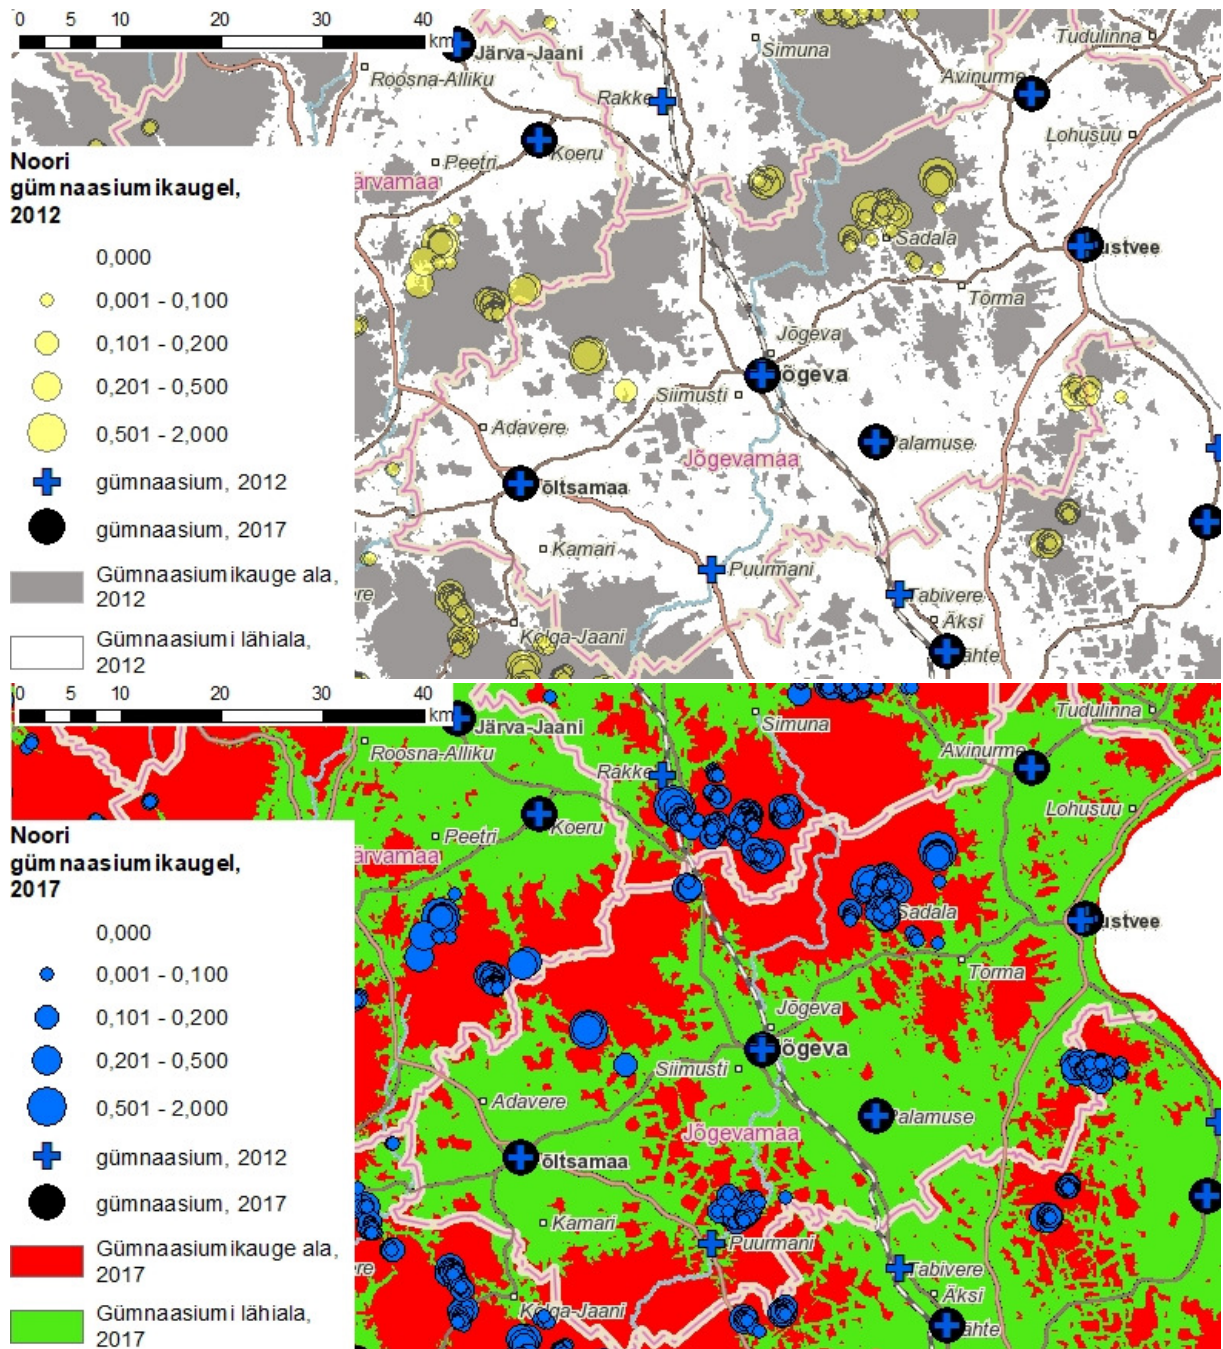 0 5 10 20 30 40
km
Järva-Jaani
Roosna-Alliku
Simuna
Tudulinna
Avinurme
Rakke
Lohusuu
Koeru
Peetri
ärvamaa
Noori
gümnaasiumikaugel,
2012
0,000
0,001 - 0,100
0,101 - 0,200
0,201 - 0,500
0,501 - 2,000
gümnaasium, 2012
gümnaasium, 2017
Gümnaasiumikauge ala,
2012
Gümnaasiumi lähiala,
2012
Sadala
ustvee
Torma
Jõgeva
õgeva
Siimusti
Adavere
Palamuse
Jõgevamaa
õltsamaa
Kamari
Puurmani
Tabivere
ere
Äksi
Kolga-Jaani
ähte
0 5 10 20 30 40
km
Järva-Jaani
Roosna-Alliku
Simuna
Tudulinna
Avinurme
Rakke
Lohusuu
Koeru
Peetri
ärvamaa
Noori
gümnaasiumikaugel,
2017
0,000
0,001 - 0,100
0,101 - 0,200
0,201 - 0,500
0,501 - 2,000
gümnaasium, 2012
gümnaasium, 2017
Gümnaasiumikauge ala,
2017
Gümnaasiumi lähiala,
2017
Sadala
ustvee
Torma
Jõgeva
õgeva
Siimusti
Adavere
Palamuse
Jõgevamaa
õltsamaa
Kamari
Puurmani
Tabivere
ere
Äksi
Kolga-Jaani
ähte